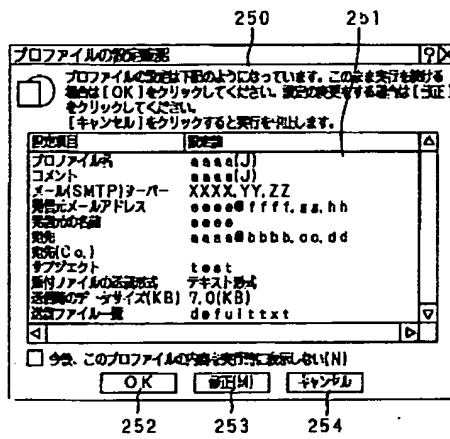 250 251
プロファイルの設定確認 ?
プロファイルの設定は下記のようになっています。このまま実行を続ける
場合は[OK]をクリックしてください。設定の変更をする場合は[訂正]
をクリックしてください。
[キャンセル]をクリックすると実行を中止します。
設定項目 設定値
プロファイル名 aaaa(J)
コメント aaaa(J)
メール(SMTP)サーバー XXXX,YY,ZZ
発信元メールアドレス eeee@ffff.gg.hh
発信元の名前 eeee
宛先 aaaa@bbbb.cc.dd
宛先(Cc.)
サブジェクト test
添付ファイルの送信形式 テキスト形式
送信時のデータサイズ(KB) 7.0(KB)
送信ファイル一覧 defuittxt
今後、このプロファイルの内容を実行時に表示しない(N)
OK 訂正(M) キャンセル
252 253 254